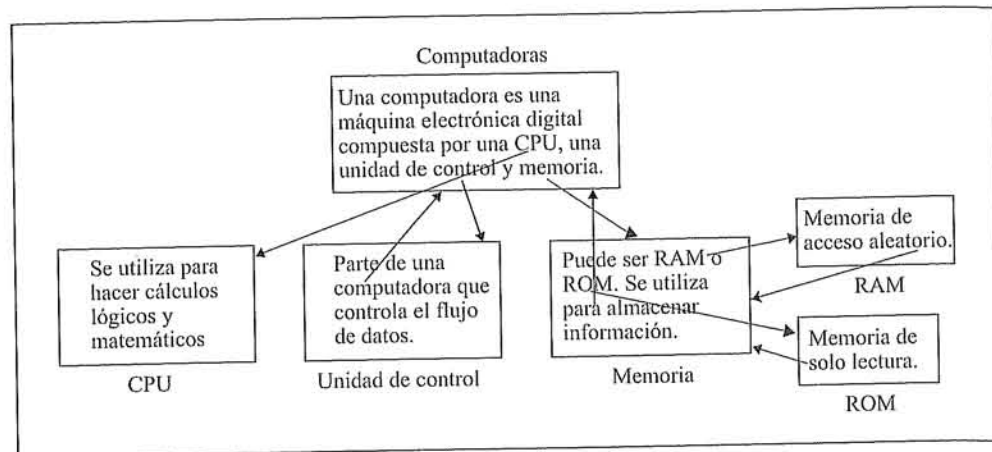 Computadoras
Una computadora es una
máquina electrónica digital
compuesta por una CPU, una
unidad de control y memoria.
Se utiliza para
hacer cálculos
lógicos y
matemáticos
CPU
Parte de una
computadora que
controla el flujo
de datos.
Unidad de control
Puede ser RAM o
ROM. Se utiliza
para almacenar
información.
Memoria
Memoria de
acceso aleatorio.
RAM
Memoria de
solo lectura.
ROM